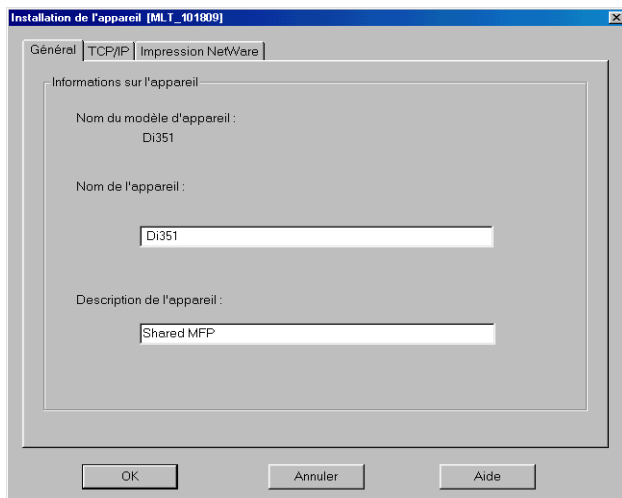 Installation de l'appareil [MLT_101809]
Général TCP/IP Impression NetWare
Informations sur l'appareil
Nom du modèle d'appareil :
Di351
Nom de l'appareil :
Di351
Description de l'appareil :
Shared MFP
OK Annuler Aide